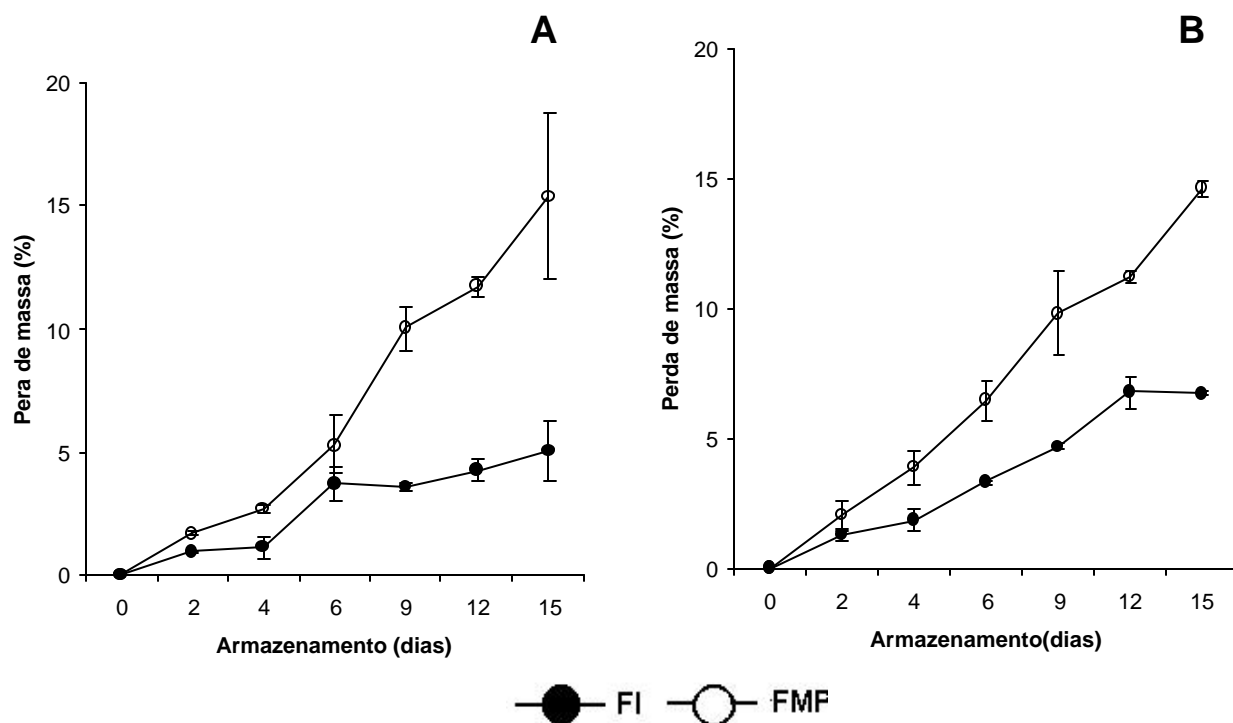 A
20
15
10
5
0
Pera de massa (%)
0 2 4 6 9 12 15
Armazenamento (dias)
B
20
15
10
5
0
Perda de massa (%)
0 2 4 6 9 12 15
Armazenamento(dias)
FI FMP